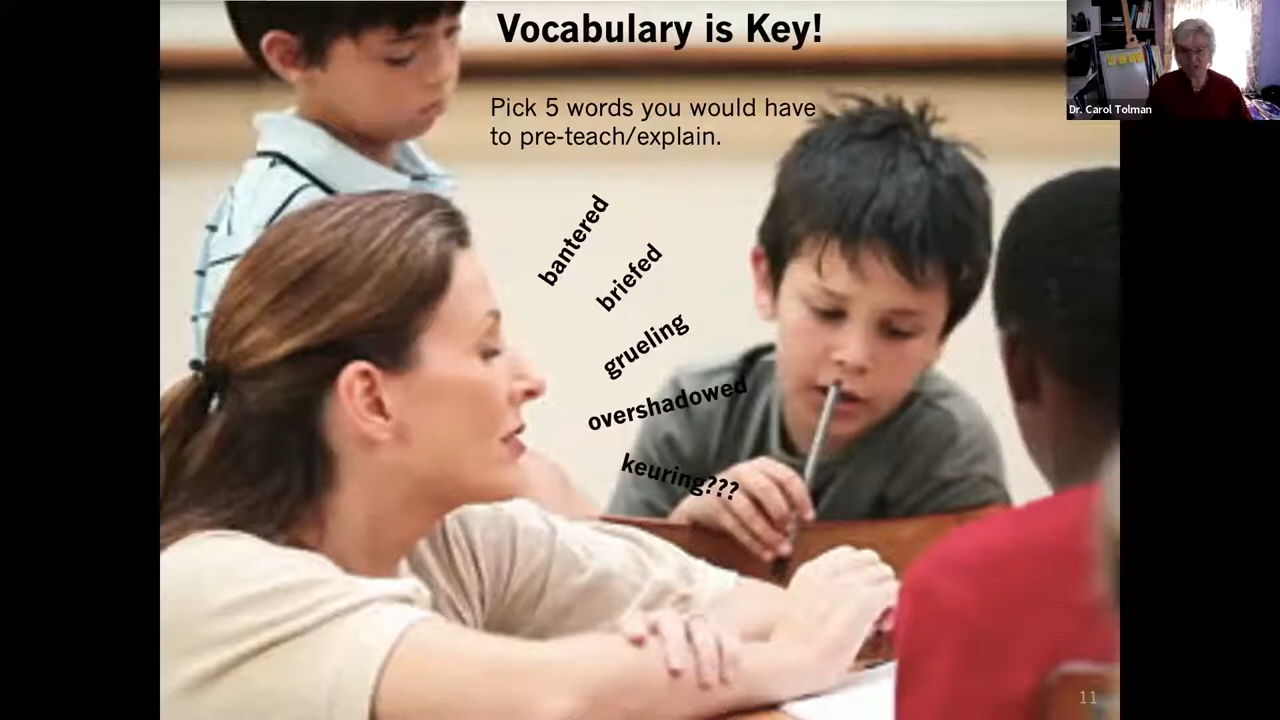 Vocabulary is Key!
Pick 5 words you would have
to pre-teach/explain.
bantered
briefed
grueling
overshadowed
keuring???
Dr. Carol Tolman
11